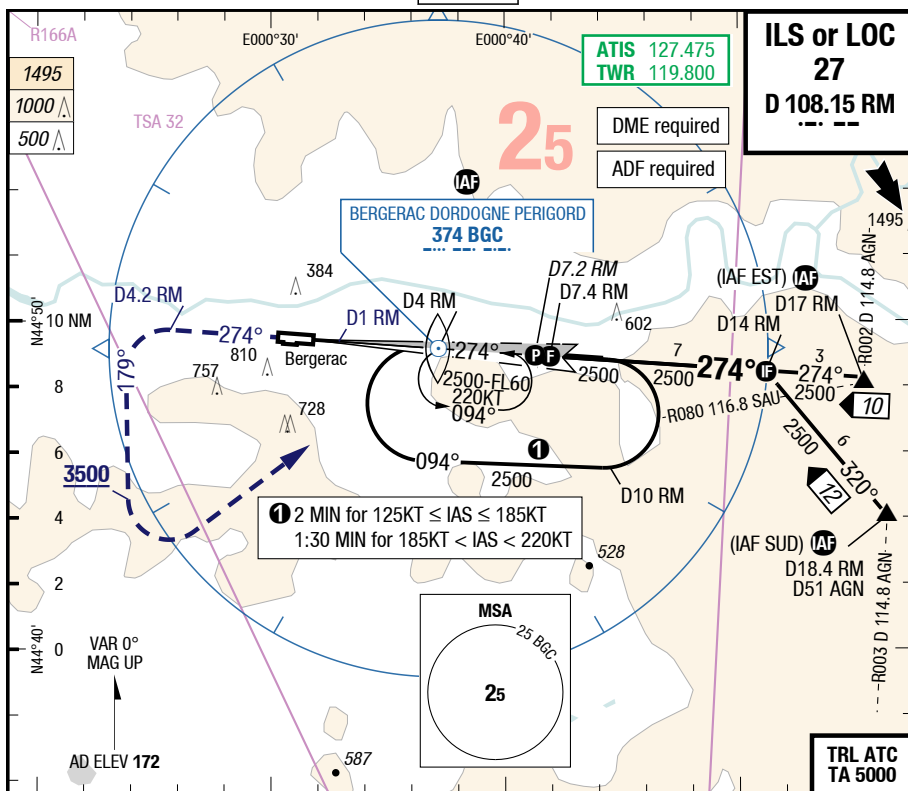 R166A
E000°30'
E000°40'
ATIS 127.475
TWR 119.800
ILS or LOC
27
D 108.15 RM
1495
1000
500
TSA 32
25
DME required
ADF required
IAF
BERGERAC DORDOGNE PERIGORD
374 BGC
1495
384
D7.2 RM
D7.4 RM
(IAF EST) IAF
D17 RM
R002 D 114.8 AGN
N44°50'
10 NM
D4.2 RM
D4 RM
D1 RM
602
D14 RM
274°
274°
P F
2500
7
2500
274°
IF
3
274°
2500
Bergerac
810
757
728
179°
2500-FL60
220KT
094°
R080 116.8 SAU
10
8
6
2500
320°
12
094°
1
2500
D10 RM
6
3500
1 2 MIN for 125KT ≤ IAS ≤ 185KT
1:30 MIN for 185KT < IAS < 220KT
(IAF SUD) IAF
D18.4 RM
D51 AGN
4
528
R003 D 114.8 AGN
2
MSA
25 BGC
25
N44°40'
0
VAR 0°
MAG UP
AD ELEV 172
587
TRL ATC
TA 5000